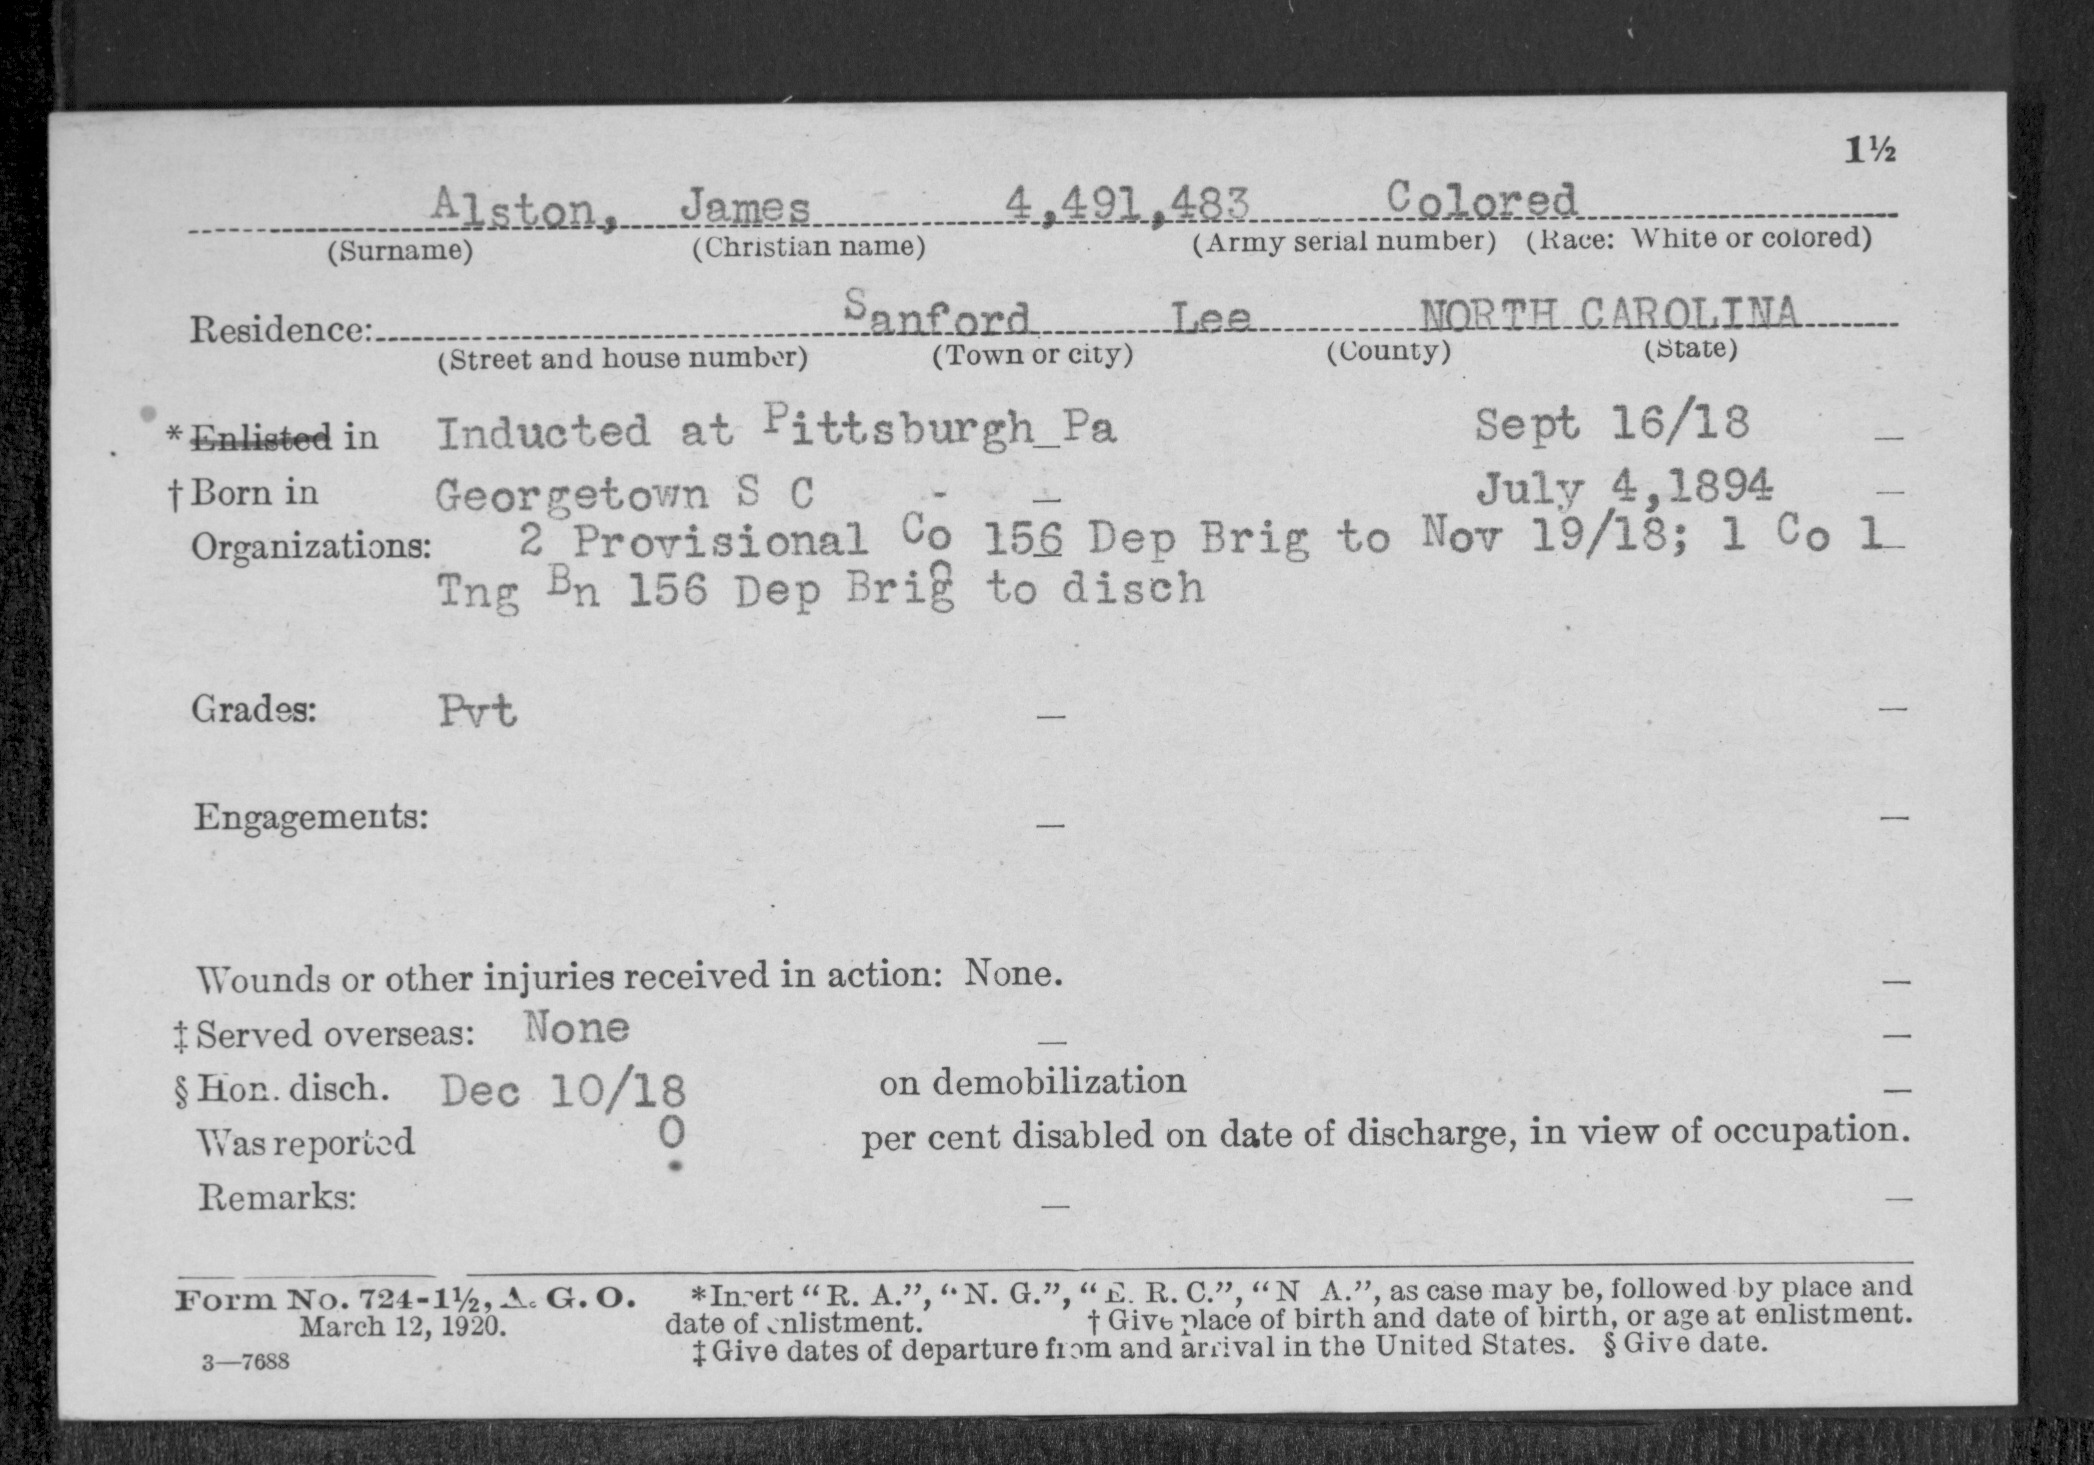 1½
Alston, James 4,491,483 Colored
(Surname) (Christian name) (Army serial number) (Race: White or colored)
Residence: Sanford Lee NORTH CAROLINA
(Street and house number) (Town or city) (County) (State)
*Enlisted in Inducted at Pittsburgh_Pa Sept 16/18 _
†Born in Georgetown S C - _ July 4,1894 _
Organizations: 2 Provisional Co 156 Dep Brig to Nov 19/18; 1 Co 1
Tng Bn 156 Dep Brig to disch
Grades: Pvt _ _
Engagements: _ _
Wounds or other injuries received in action: None. _
‡Served overseas: None _ _
§Hon. disch. Dec 10/18 on demobilization _
Was reported 0 per cent disabled on date of discharge, in view of occupation.
Remarks: _ _
Form No. 724-1½, A. G. O. *Insert "R. A.", "N. G.", "E. R. C.", "N A.", as case may be, followed by place and
March 12, 1920. date of enlistment. †Give place of birth and date of birth, or age at enlistment.
3—7688 ‡Give dates of departure from and arrival in the United States. §Give date.